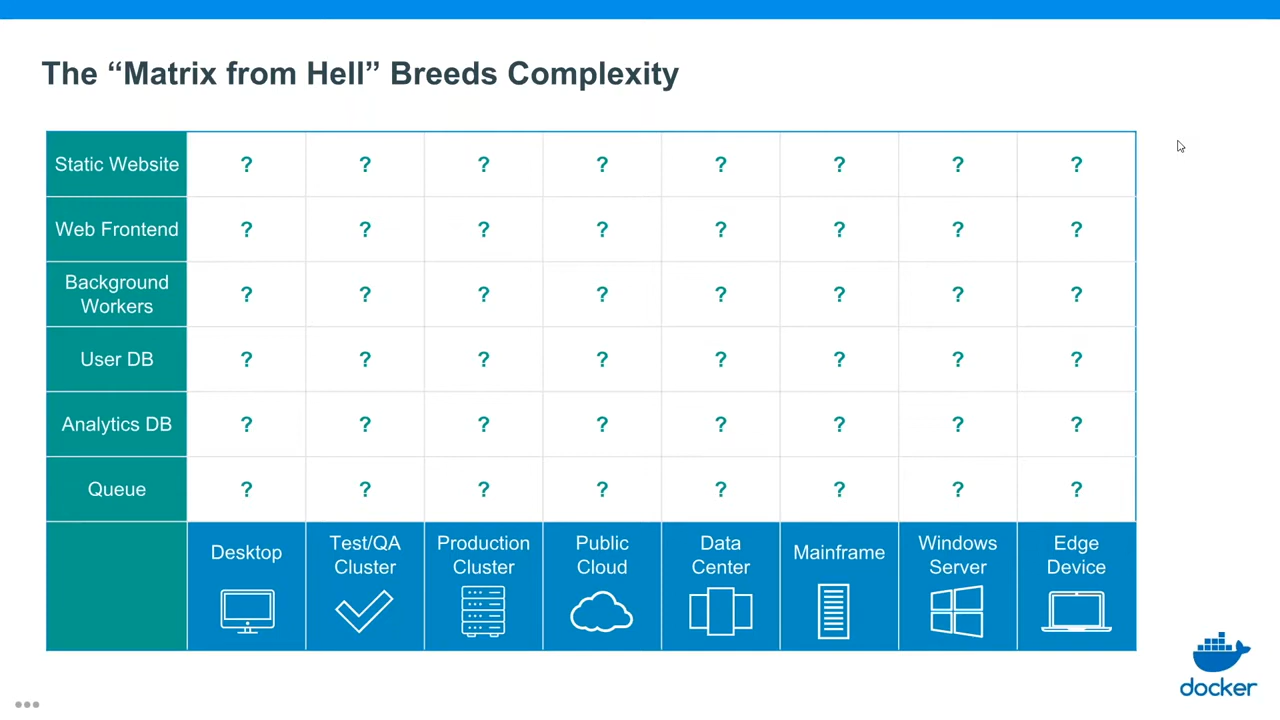 The “Matrix from Hell” Breeds Complexity
Static Website ? ? ? ? ? ? ? ?
Web Frontend ? ? ? ? ? ? ? ?
Background
Workers ? ? ? ? ? ? ? ?
User DB ? ? ? ? ? ? ? ?
Analytics DB ? ? ? ? ? ? ? ?
Queue ? ? ? ? ? ? ? ?
Desktop
Test/QA
Cluster
Production
Cluster
Public
Cloud
Data
Center
Mainframe
Windows
Server
Edge
Device
docker